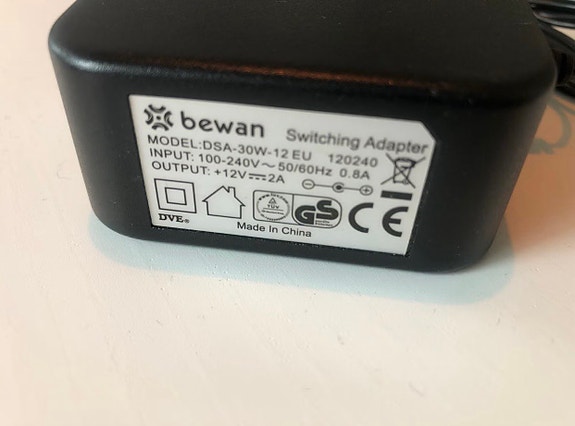 bewan Switching Adapter
MODEL:DSA-30W-12 EU 120240
INPUT: 100-240V~50/60Hz 0.8A
OUTPUT: +12V⎓2A
DVE® TÜV GS CE
Made In China